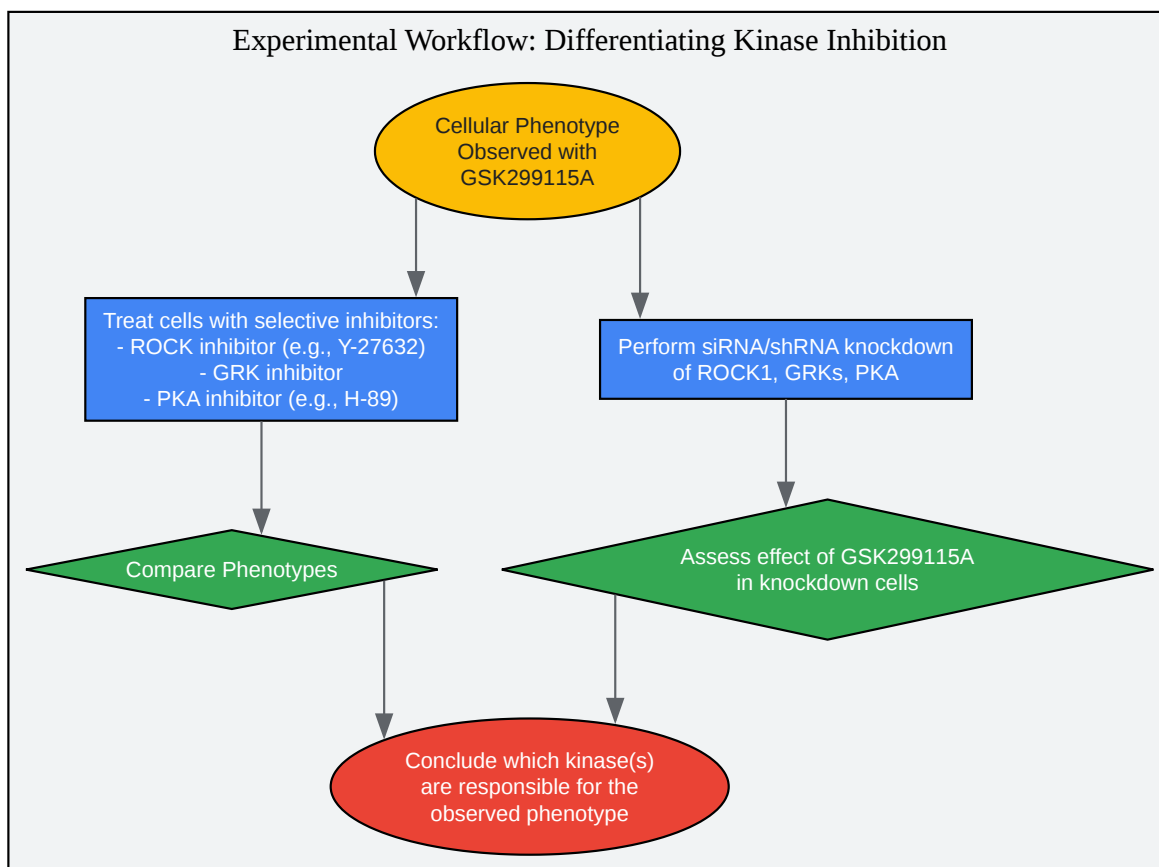 Experimental Workflow: Differentiating Kinase Inhibition
Cellular Phenotype
Observed with
GSK299115A
Treat cells with selective inhibitors:
- ROCK inhibitor (e.g., Y-27632)
- GRK inhibitor
- PKA inhibitor (e.g., H-89)
Perform siRNA/shRNA knockdown
of ROCK1, GRKs, PKA
Compare Phenotypes
Assess effect of GSK299115A
in knockdown cells
Conclude which kinase(s)
are responsible for the
observed phenotype